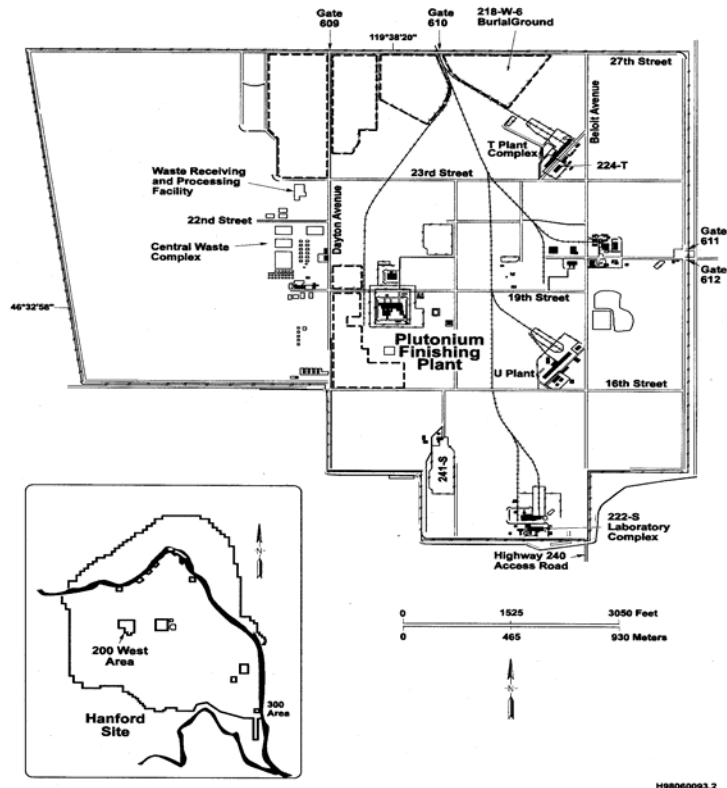 Gate
609
119°38'20"
Gate
610
218-W-6
BurialGround
27th Street
Beloit Avenue
T Plant
Complex
224-T
23rd Street
Waste Receiving
and Processing
Facility
22nd Street
Dayton Avenue
Central Waste
Complex
Gate
611
Gate
612
46°32'58"
19th Street
Plutonium
Finishing
Plant
U Plant
16th Street
241-S
222-S
Laboratory
Complex
Highway 240
Access Road
N
200 West
Area
300
Area
Hanford
Site
0 1525 3050 Feet
0 465 930 Meters
N
H98060093.2